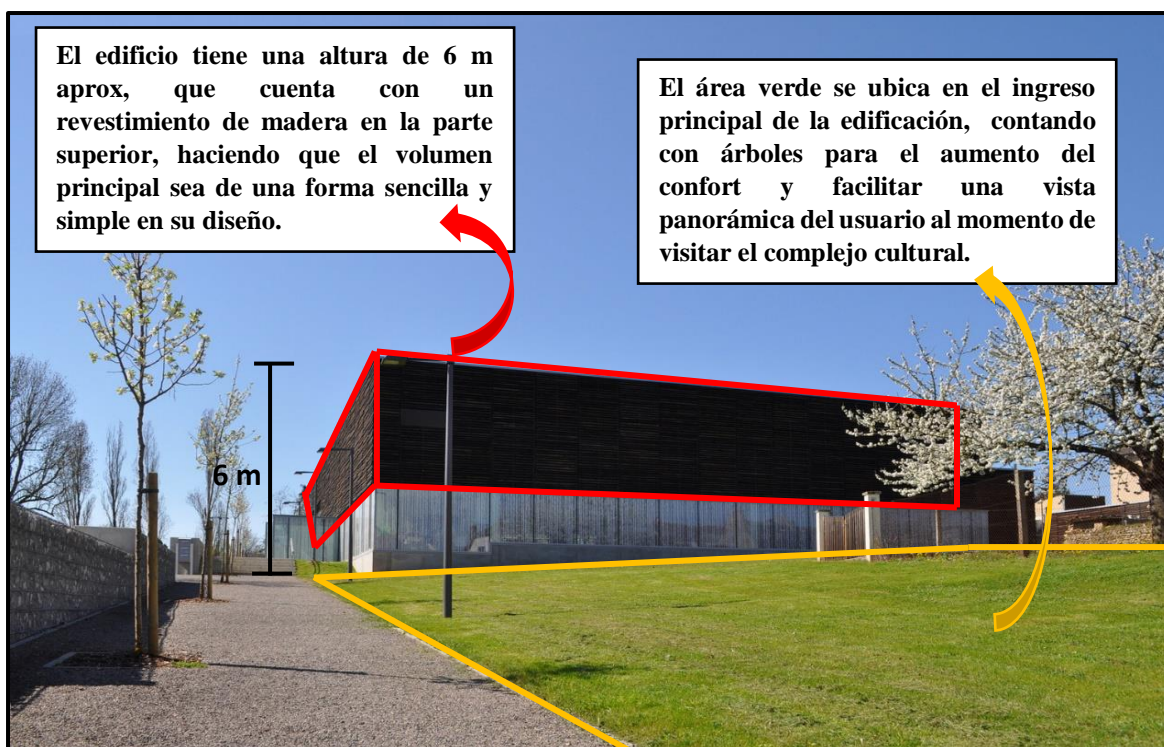 El edificio tiene una altura de 6 m
aprox, que cuenta con un
revestimiento de madera en la parte
superior, haciendo que el volumen
principal sea de una forma sencilla y
simple en su diseño.
El área verde se ubica en el ingreso
principal de la edificación, contando
con árboles para el aumento del
confort y facilitar una vista
panorámica del usuario al momento de
visitar el complejo cultural.
6 m